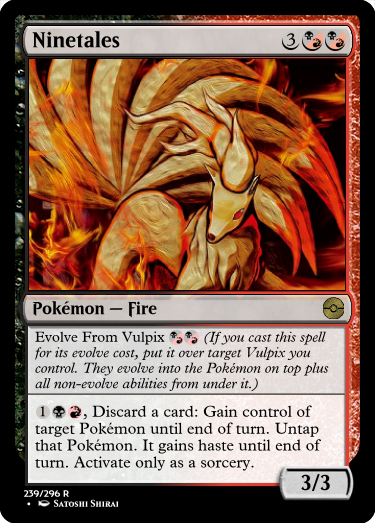 Ninetales 3
Pokémon — Fire
Evolve From Vulpix (If you cast this spell
for its evolve cost, put it over target Vulpix you
control. They evolve into the Pokémon on top plus
all non-evolve abilities from under it.)
1, Discard a card: Gain control of
target Pokémon until end of turn. Untap
that Pokémon. It gains haste until end of
turn. Activate only as a sorcery.
3/3
239/296 R
• Satoshi Shirai